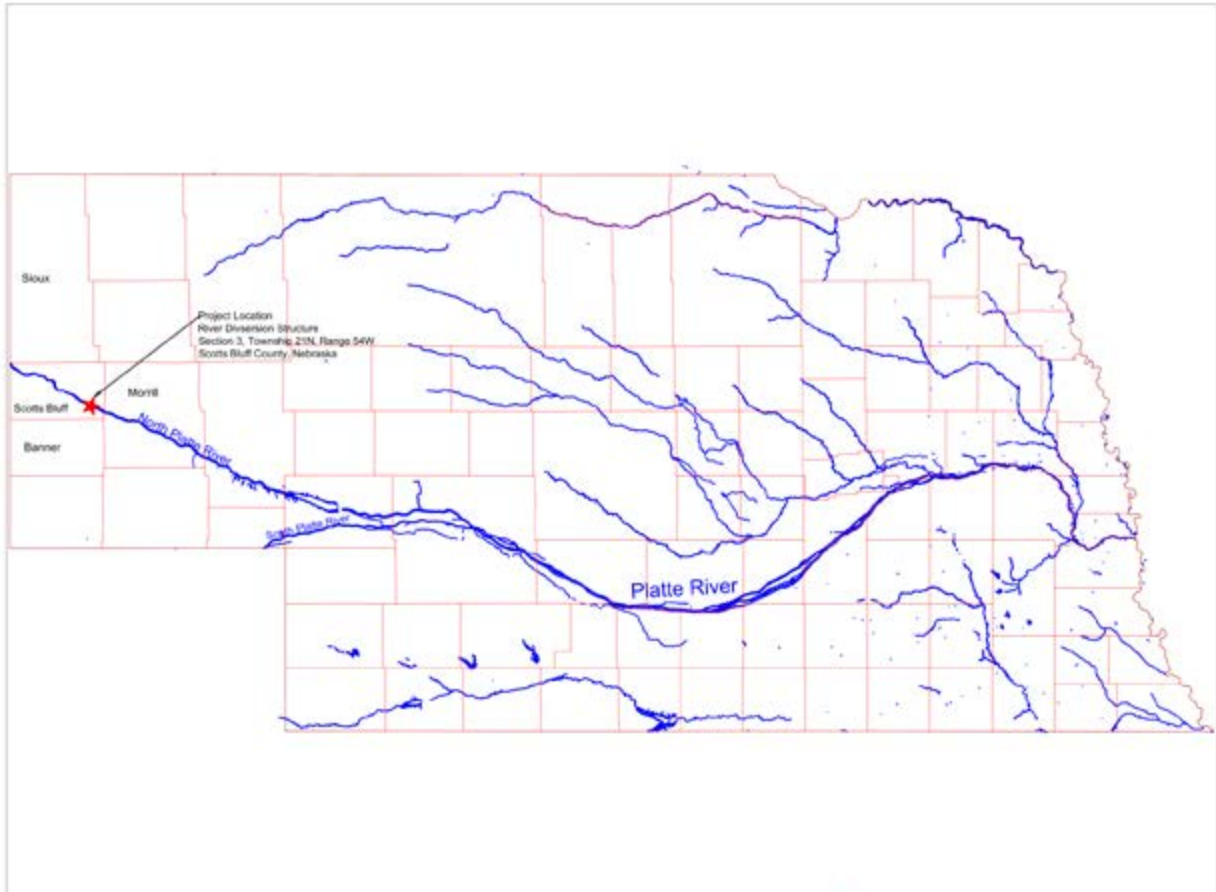 Sioux
Project Location
River Divsersion Structure
Section 3, Township 21N, Range 54W
Scotts Bluff County, Nebraska
Morrill
Scotts Bluff
North Platte River
Banner
South Platte River
Platte River